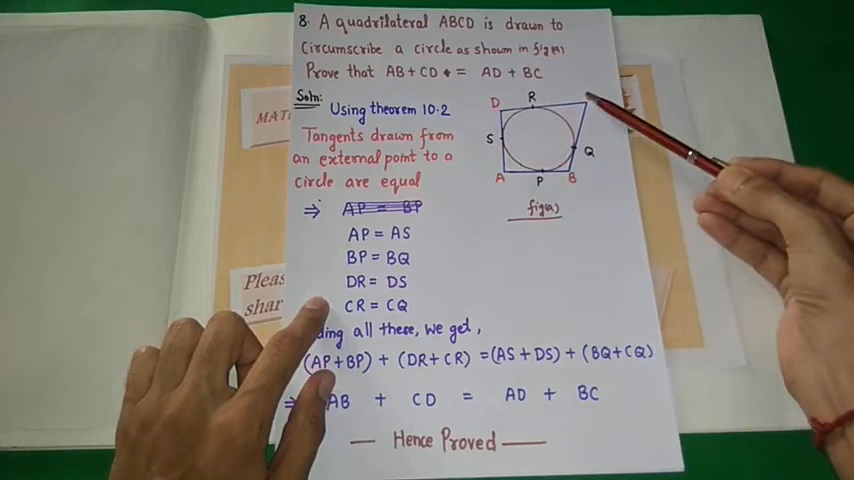 8. A quadrilateral ABCD is drawn to
Circumscribe a circle as shown in fig(a)
Prove that AB + CD = AD + BC
Soln:
Using theorem 10.2
Tangents drawn from
an external point to a
circle are equal
D R
S
Q
A P B
fig(a)
⇒ AP = BP
AP = AS
BP = BQ
DR = DS
CR = CQ
ding all these, we get,
(AP+BP) + (DR+CR) = (AS+DS) + (BQ+CQ)
⇒ AB + CD = AD + BC
— Hence Proved —
MAT
Pleas
shar